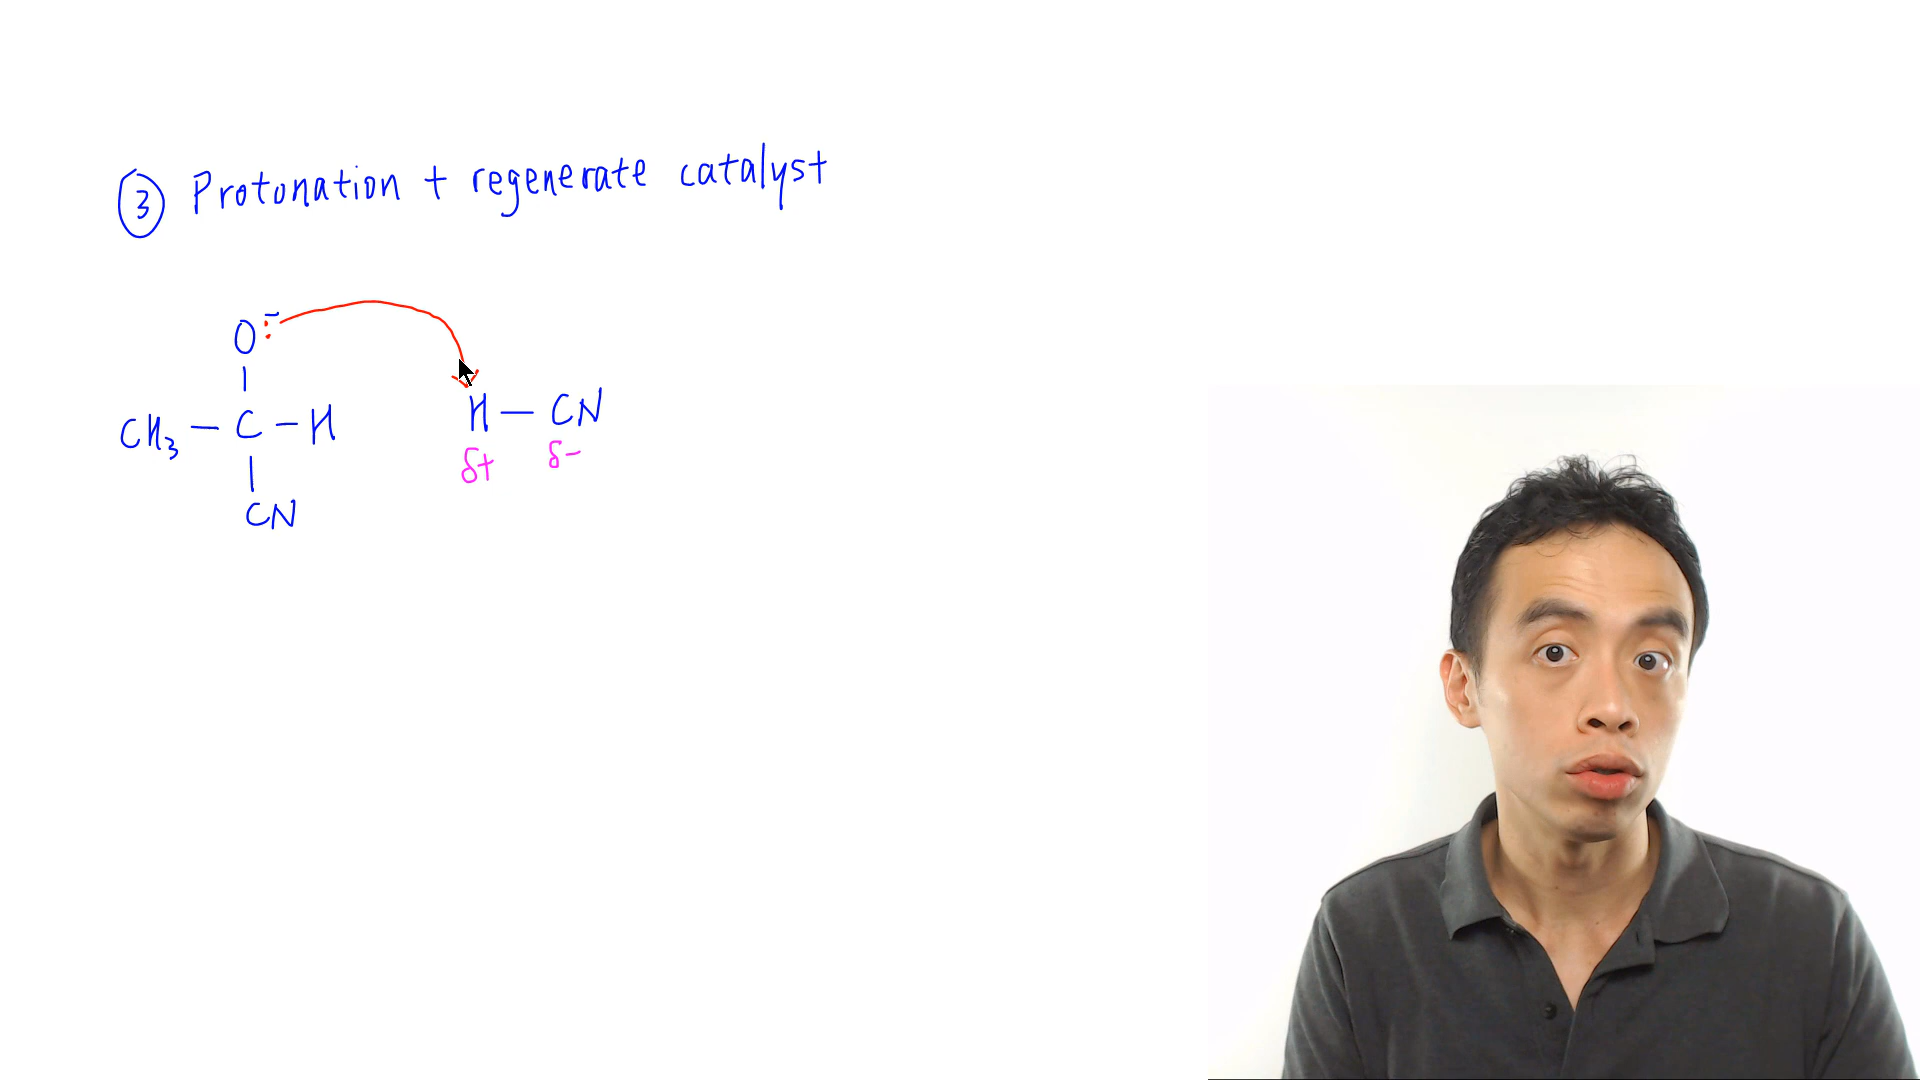 ③ Protonation + regenerate catalyst
O:⁻
CH₃ – C – H
CN
H – CN
δ+ δ-